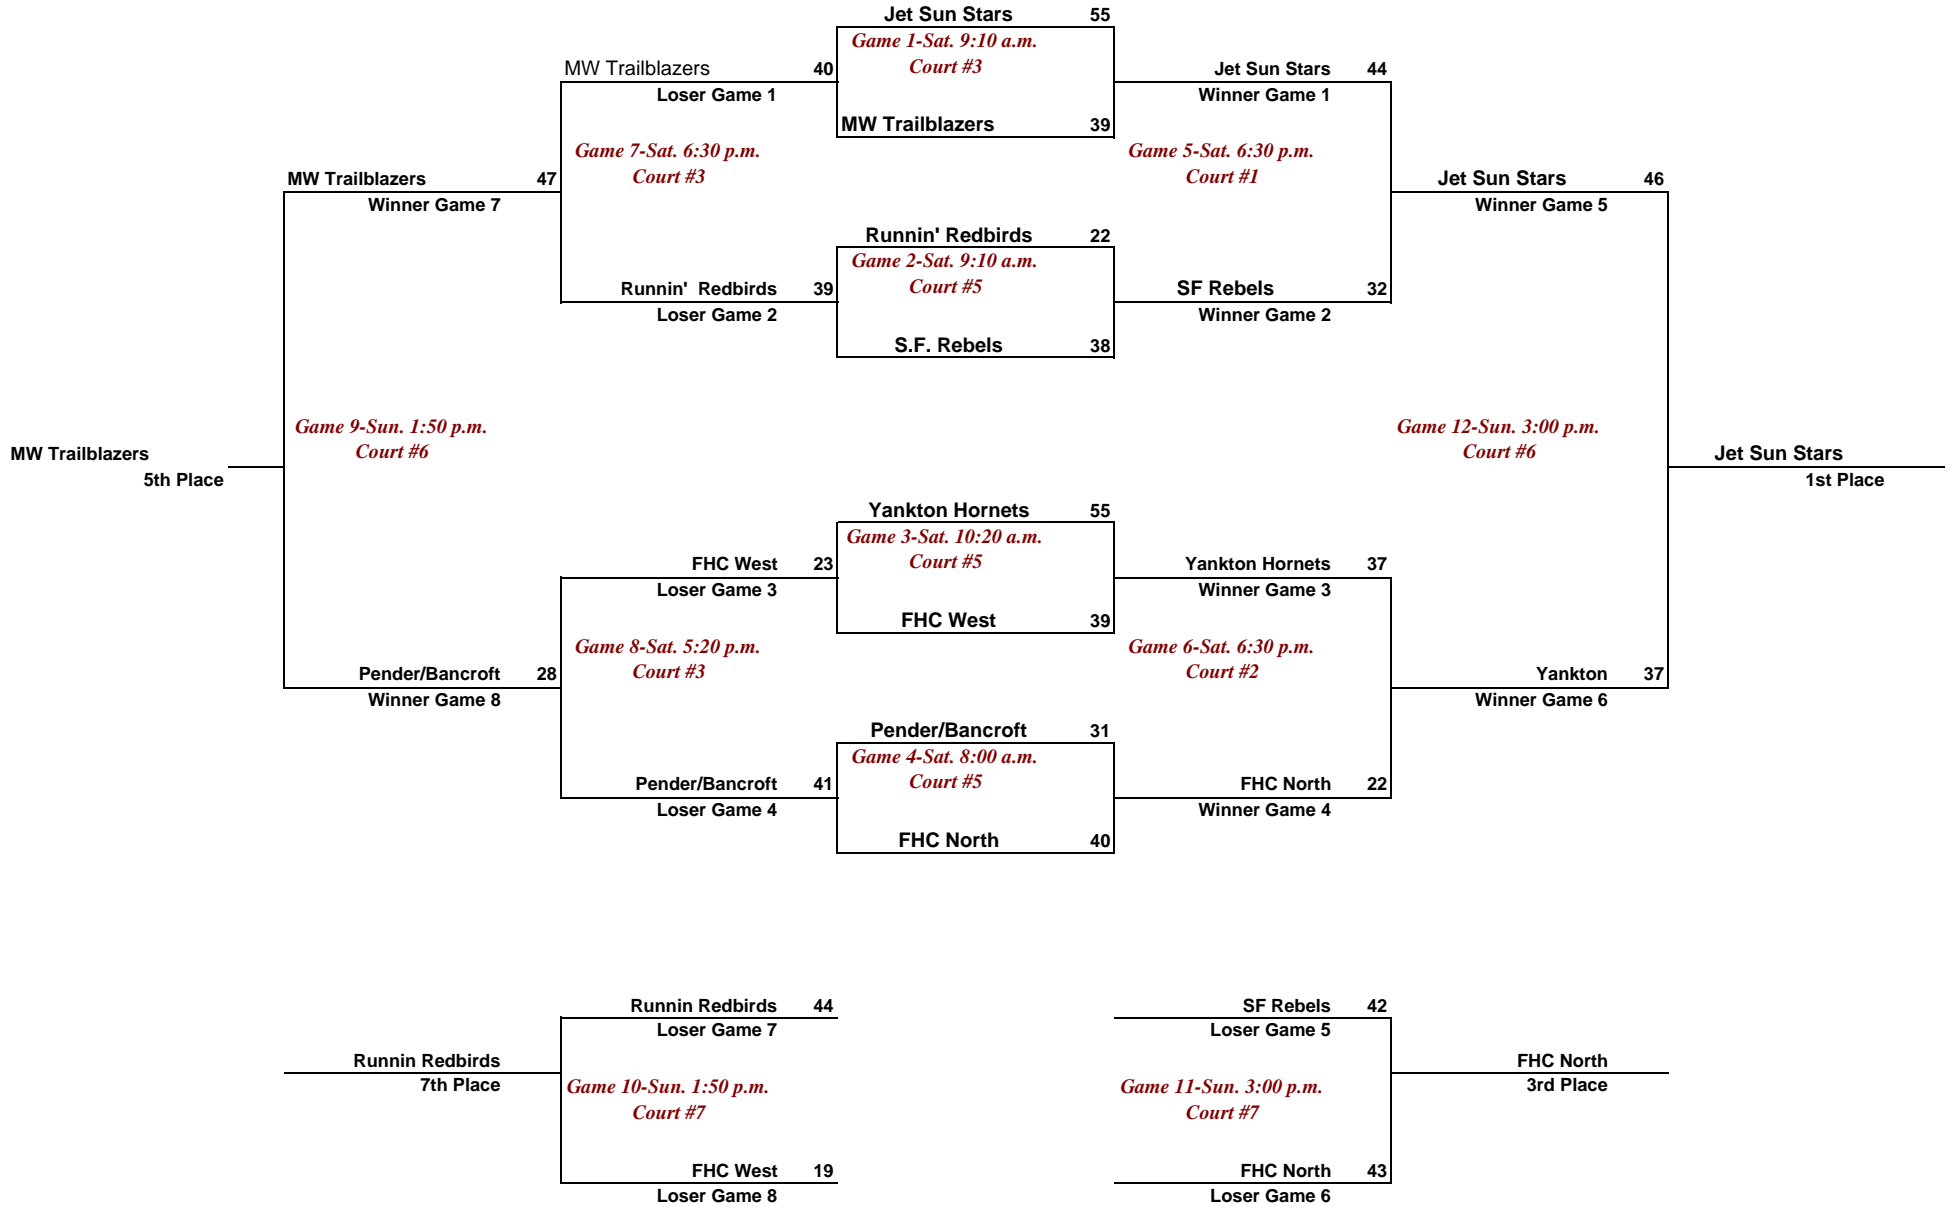 Jet Sun Stars 55
Game 1-Sat. 9:10 a.m.
MW Trailblazers 40 Court #3 Jet Sun Stars 44
Loser Game 1 Winner Game 1
MW Trailblazers 39
Game 7-Sat. 6:30 p.m. Game 5-Sat. 6:30 p.m.
MW Trailblazers 47 Court #3 Court #1 Jet Sun Stars 46
Winner Game 7 Winner Game 5
Runnin' Redbirds 22
Game 2-Sat. 9:10 a.m.
Runnin' Redbirds 39 Court #5 SF Rebels 32
Loser Game 2 Winner Game 2
S.F. Rebels 38
Game 9-Sun. 1:50 p.m. Game 12-Sun. 3:00 p.m.
MW Trailblazers Court #6 Court #6 Jet Sun Stars
5th Place 1st Place
Yankton Hornets 55
Game 3-Sat. 10:20 a.m.
FHC West 23 Court #5 Yankton Hornets 37
Loser Game 3 Winner Game 3
FHC West 39
Game 8-Sat. 5:20 p.m. Game 6-Sat. 6:30 p.m.
Pender/Bancroft 28 Court #3 Court #2 Yankton 37
Winner Game 8 Winner Game 6
Pender/Bancroft 31
Game 4-Sat. 8:00 a.m.
Pender/Bancroft 41 Court #5 FHC North 22
Loser Game 4 Winner Game 4
FHC North 40
Runnin Redbirds 44 SF Rebels 42
Loser Game 7 Loser Game 5
Runnin Redbirds FHC North
7th Place Game 10-Sun. 1:50 p.m. Game 11-Sun. 3:00 p.m. 3rd Place
Court #7 Court #7
FHC West 19 FHC North 43
Loser Game 8 Loser Game 6